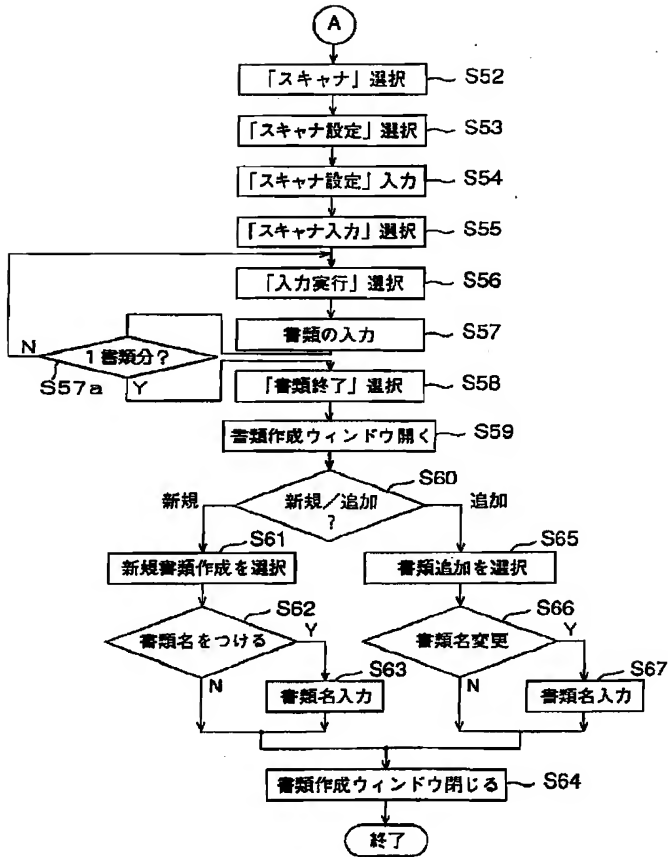 A
「スキャナ」選択 S52
「スキャナ設定」選択 S53
「スキャナ設定」入力 S54
「スキャナ入力」選択 S55
「入力実行」選択 S56
書類の入力 S57
N 1書類分?
S57a Y
「書類終了」選択 S58
書類作成ウィンドウ開く S59
S60
新規 新規/追加 追加
?
S61 S65
新規書類作成を選択 書類追加を選択
S62 S66
書類名をつける Y 書類名変更 Y
S63 S67
N 書類名入力 N 書類名入力
書類作成ウィンドウ閉じる S64
終了